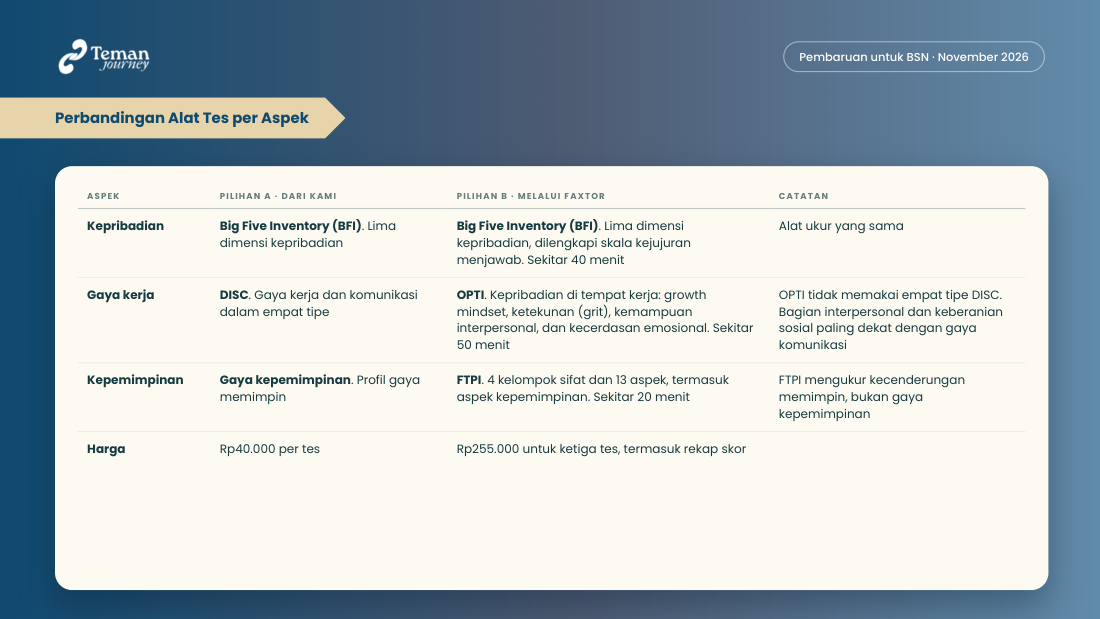 Teman
Journey
Pembaruan untuk BSN · November 2026
Perbandingan Alat Tes per Aspek
ASPEK
PILIHAN A · DARI KAMI
PILIHAN B · MELALUI FAXTOR
CATATAN
Kepribadian
Big Five Inventory (BFI). Lima
dimensi kepribadian
Big Five Inventory (BFI). Lima dimensi
kepribadian, dilengkapi skala kejujuran
menjawab. Sekitar 40 menit
Alat ukur yang sama
Gaya kerja
DISC. Gaya kerja dan komunikasi
dalam empat tipe
OPTI. Kepribadian di tempat kerja: growth
mindset, ketekunan (grit), kemampuan
interpersonal, dan kecerdasan emosional. Sekitar
50 menit
OPTI tidak memakai empat tipe DISC.
Bagian interpersonal dan keberanian
sosial paling dekat dengan gaya
komunikasi
Kepemimpinan
Gaya kepemimpinan. Profil gaya
memimpin
FTPI. 4 kelompok sifat dan 13 aspek, termasuk
aspek kepemimpinan. Sekitar 20 menit
FTPI mengukur kecenderungan
memimpin, bukan gaya
kepemimpinan
Harga
Rp40.000 per tes
Rp255.000 untuk ketiga tes, termasuk rekap skor